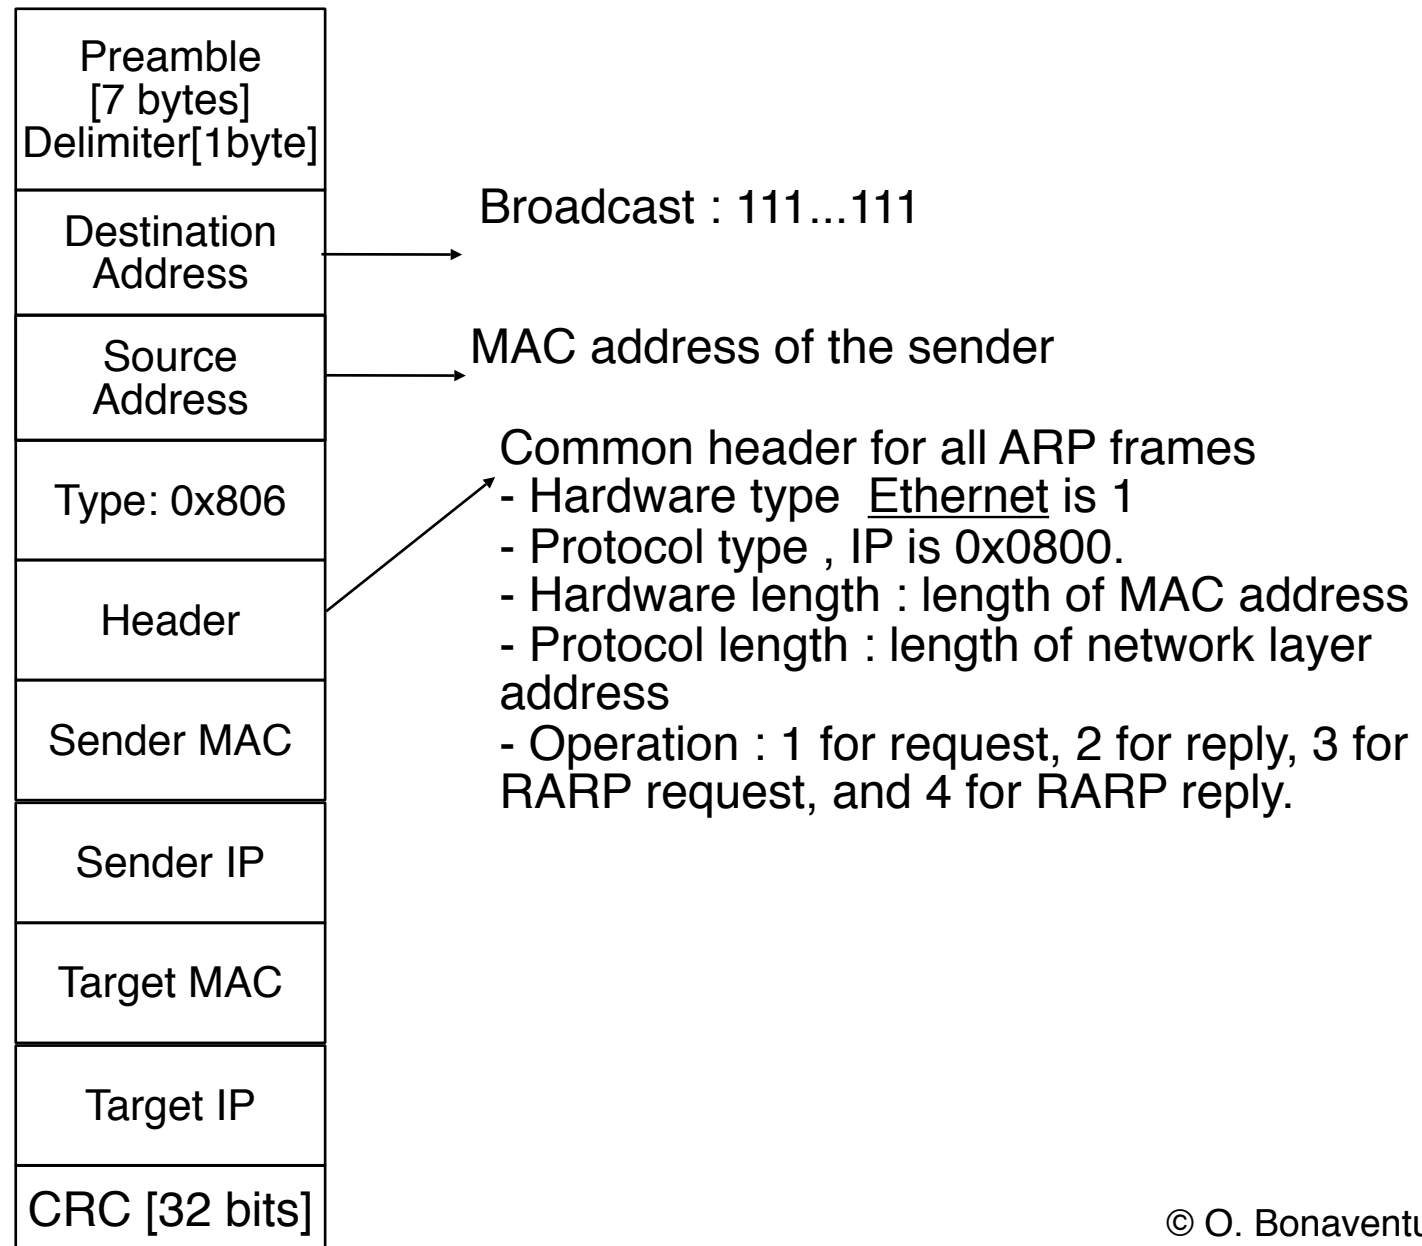 Preamble
[7 bytes]
Delimiter[1byte]
Destination
Address
Broadcast : 111...111
Source
Address
MAC address of the sender
Type: 0x806
Header
Common header for all ARP frames
- Hardware type Ethernet is 1
- Protocol type , IP is 0x0800.
- Hardware length : length of MAC address
- Protocol length : length of network layer
address
- Operation : 1 for request, 2 for reply, 3 for
RARP request, and 4 for RARP reply.
Sender MAC
Sender IP
Target MAC
Target IP
CRC [32 bits]
© O.